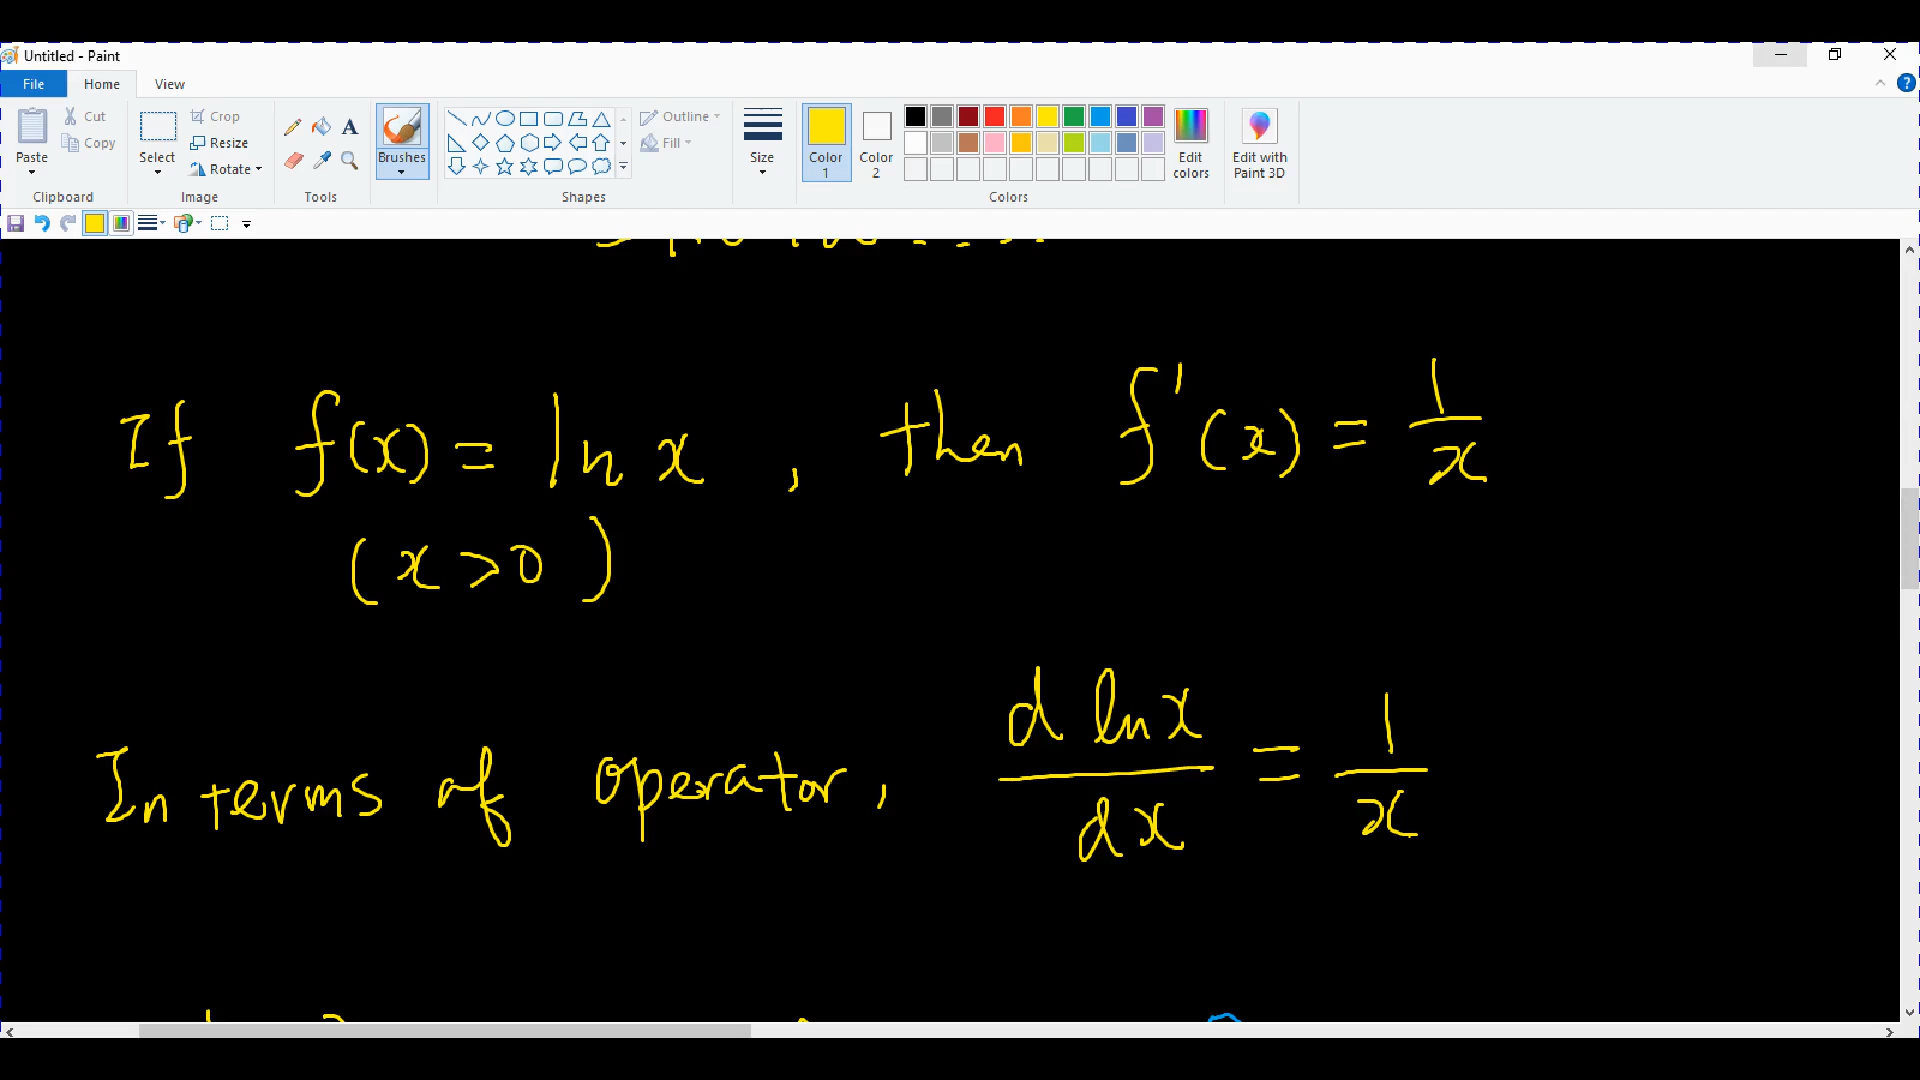 Untitled - Paint
File Home View
Paste Cut Copy Select Crop Resize Rotate Brushes Outline Fill Size Color 1 Color 2 Edit colors Edit with Paint 3D
Clipboard Image Tools Shapes Colors
If f(x) = ln x , then f'(x) = 1/x
(x > 0)
In terms of operator, d ln x / dx = 1/x